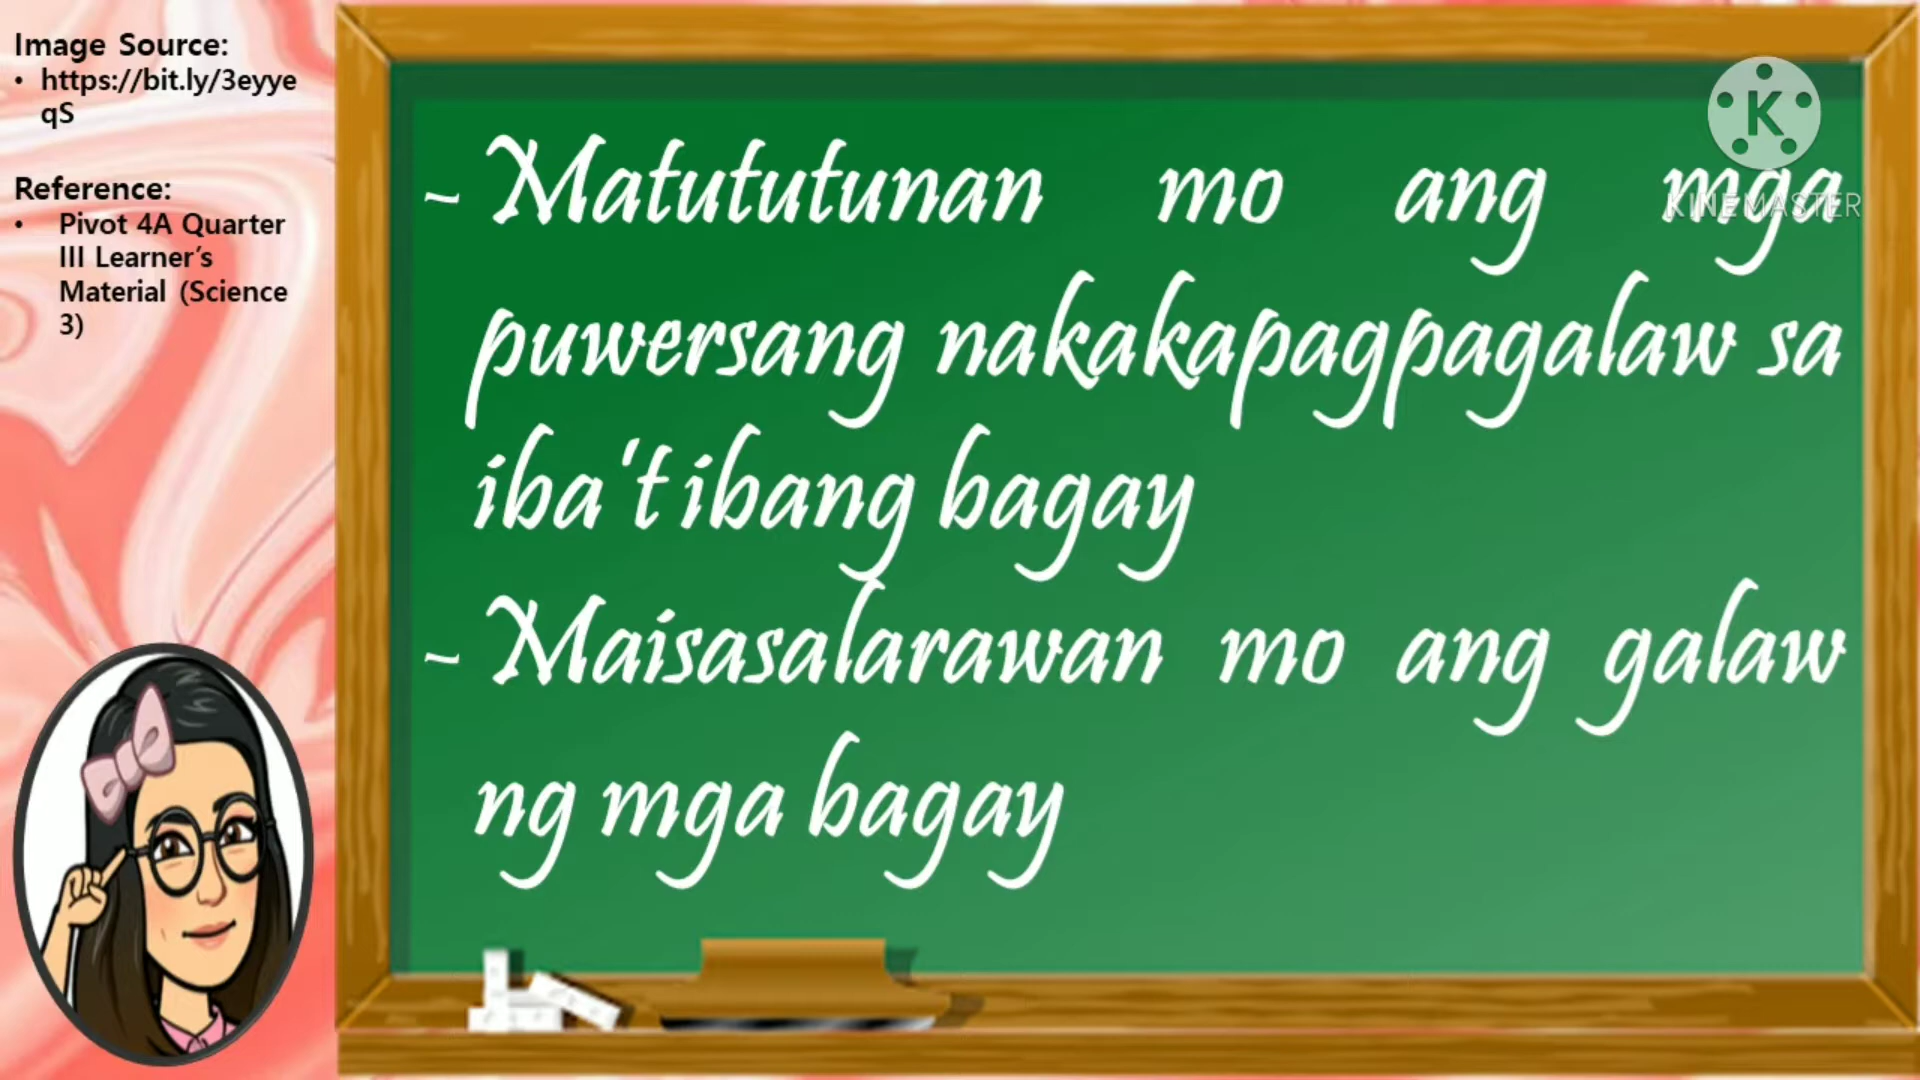 Image Source:
• https://bit.ly/3eyye
qS
Reference:
• Pivot 4A Quarter
III Learner's
Material (Science
3)
- Matututunan mo ang mga
puwersang nakakapagpagalaw sa
iba't ibang bagay
- Maisasalarawan mo ang galaw
ng mga bagay
K
KINEMASTER